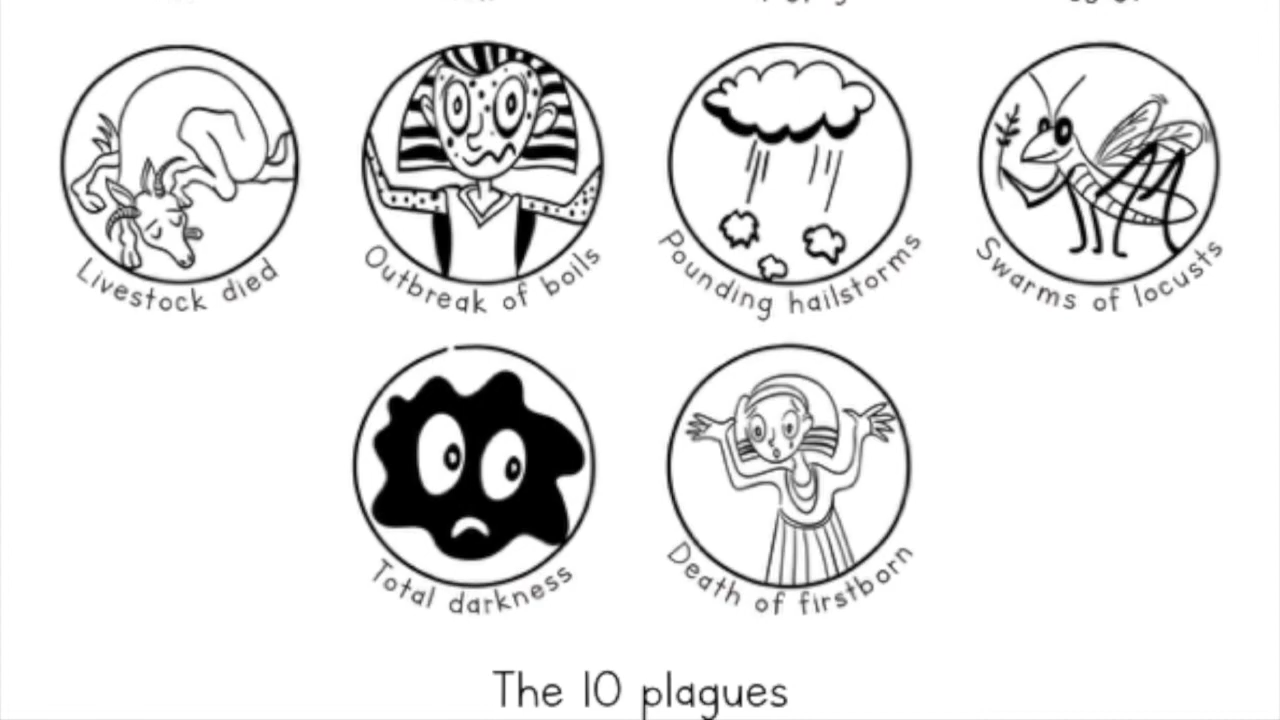 Livestock died
Outbreak of boils
Pounding hailstorms
Swarms of locusts
Total darkness
Death of firstborn
The 10 plagues